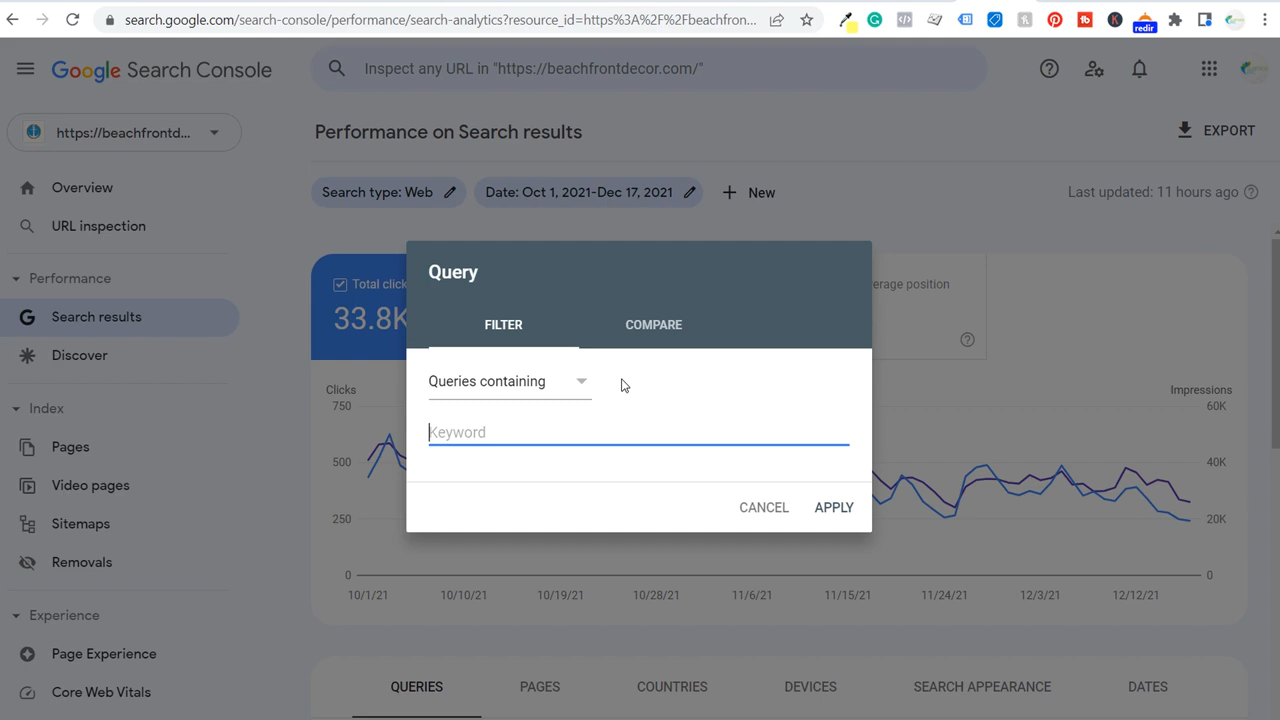 search.google.com/search-console/performance/search-analytics?resource_id=https%3A%2F%2Fbeachfron...
redir
Google Search Console
Inspect any URL in "https://beachfrontdecor.com/"
https://beachfrontd...
Performance on Search results
EXPORT
Overview
URL inspection
Search type: Web
Date: Oct 1, 2021-Dec 17, 2021
New
Last updated: 11 hours ago
Performance
Search results
Discover
Index
Pages
Video pages
Sitemaps
Removals
Experience
Page Experience
Core Web Vitals
Total click
33.8K
erage position
Query
FILTER
COMPARE
Queries containing
Keyword
CANCEL
APPLY
Clicks
Impressions
750
60K
500
40K
250
20K
0
0
10/1/21 10/10/21 10/19/21 10/28/21 11/6/21 11/15/21 11/24/21 12/3/21 12/12/21
QUERIES PAGES COUNTRIES DEVICES SEARCH APPEARANCE DATES